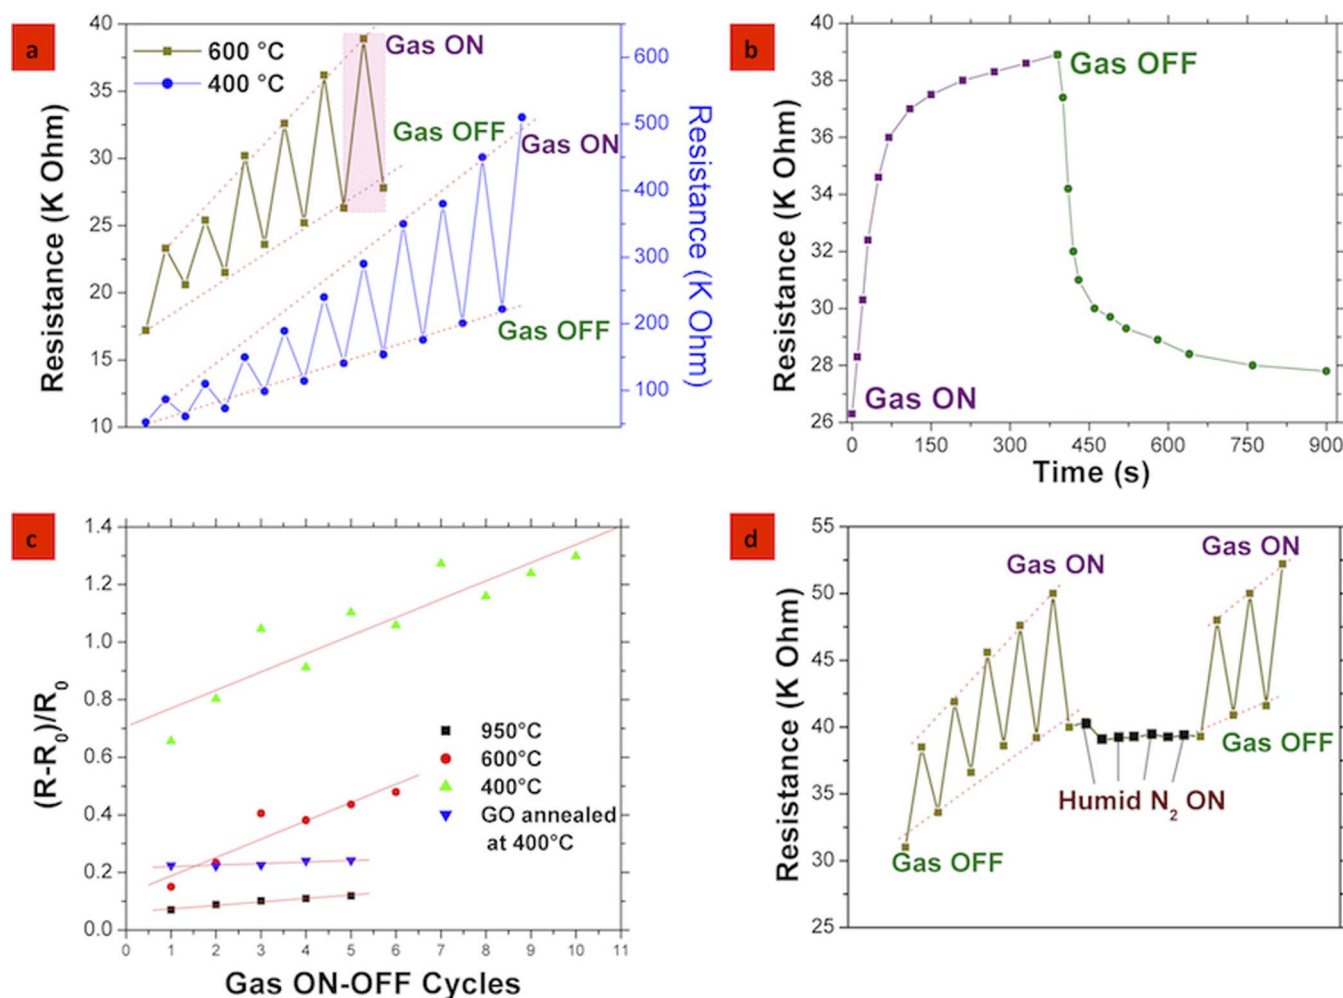 a
40
35
30
25
20
15
10
Resistance (K Ohm)
600 °C
400 °C
Gas ON
Gas OFF
Gas ON
Gas OFF
600
500
400
300
200
100
Resistance (K Ohm)
b
40
38
36
34
32
30
28
26
Resistance (K Ohm)
Gas OFF
Gas ON
0 150 300 450 600 750 900
Time (s)
c
1.4
1.2
1.0
0.8
0.6
0.4
0.2
0.0
(R-R0)/R0
950°C
600°C
400°C
GO annealed
at 400°C
0 1 2 3 4 5 6 7 8 9 10 11
Gas ON-OFF Cycles
d
55
50
45
40
35
30
25
Resistance (K Ohm)
Gas ON
Gas ON
Gas OFF
Humid N2 ON
Gas OFF